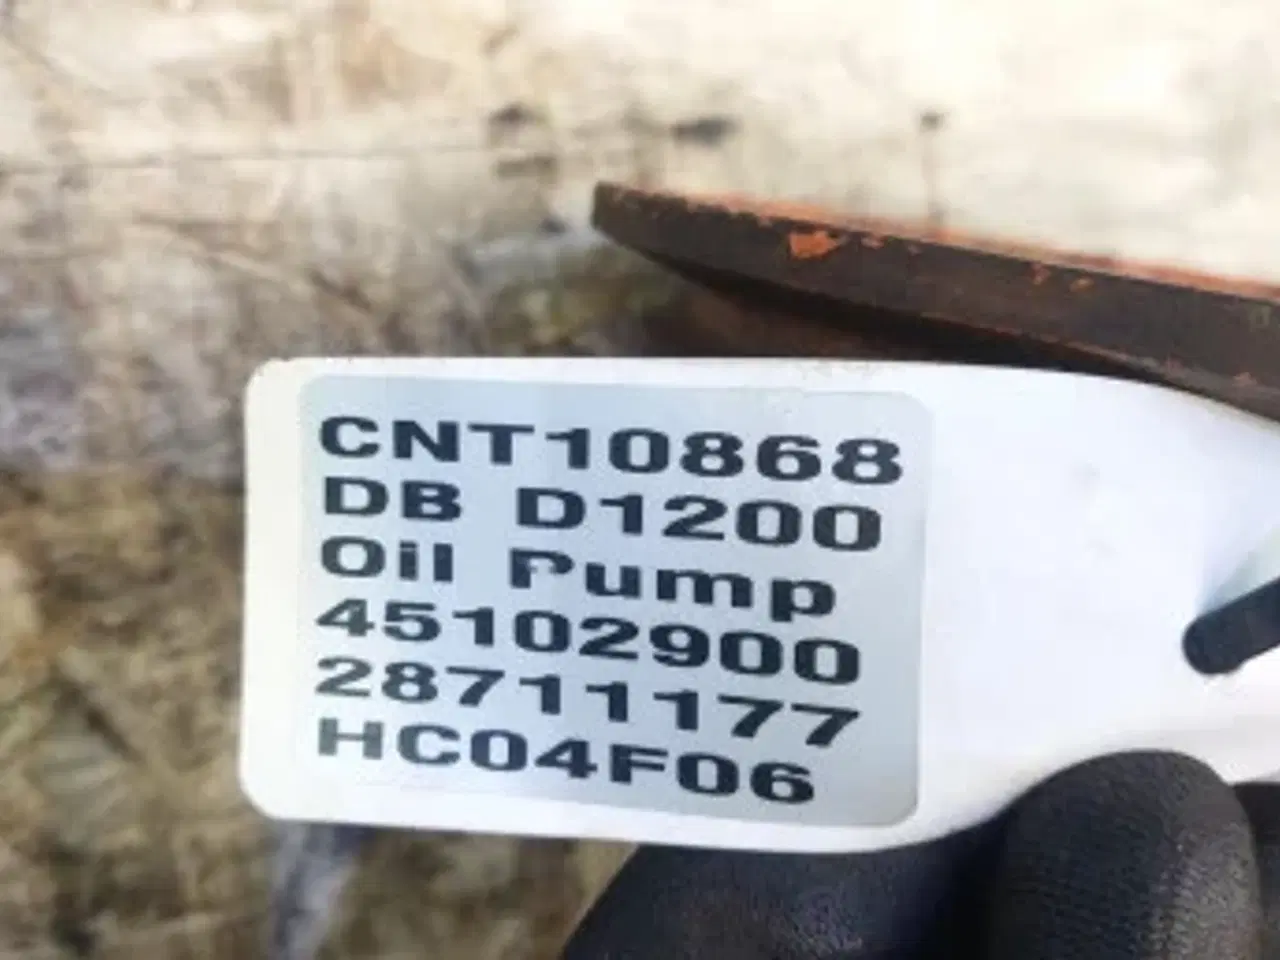 CNT10868
DB D1200
Oil Pump
45102900
28711177
HC04F06